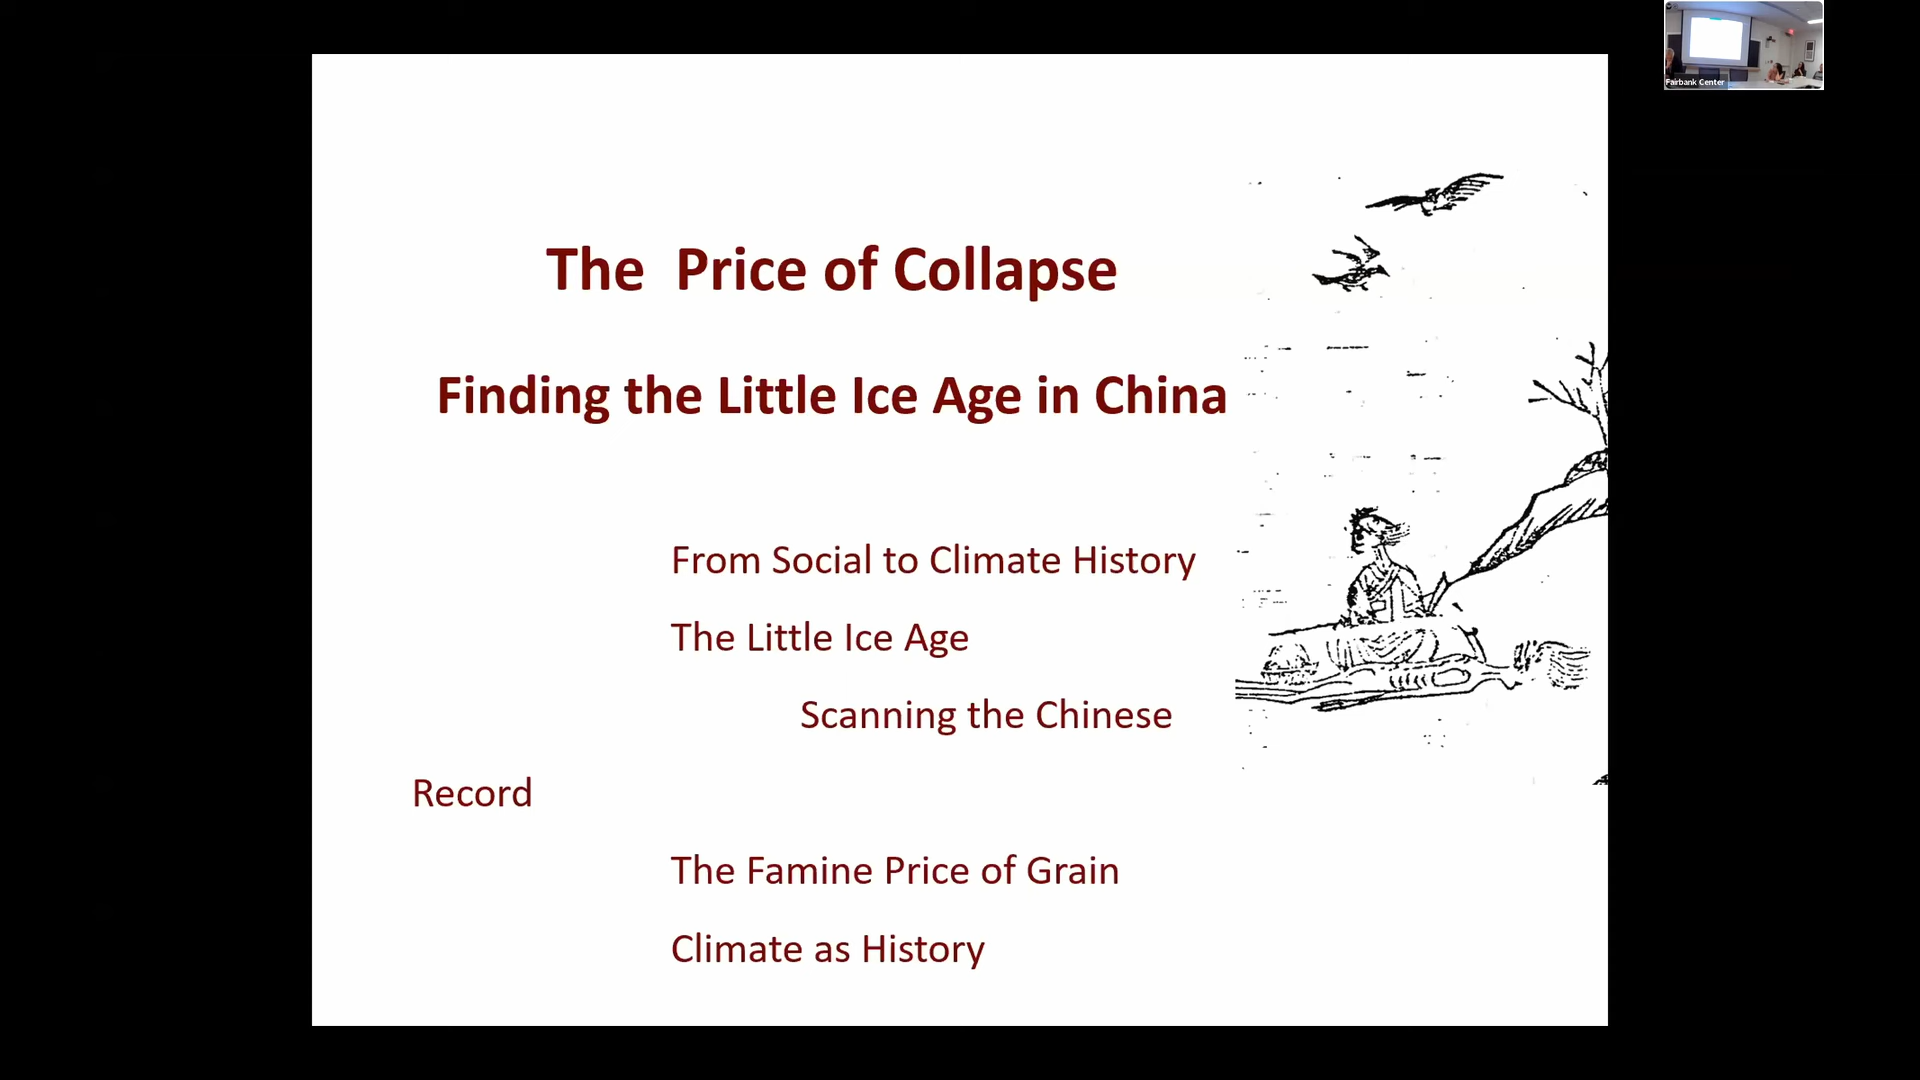 Fairbank Center
The  Price of Collapse
Finding the Little Ice Age in China
From Social to Climate History
The Little Ice Age
Scanning the Chinese
Record
The Famine Price of Grain
Climate as History